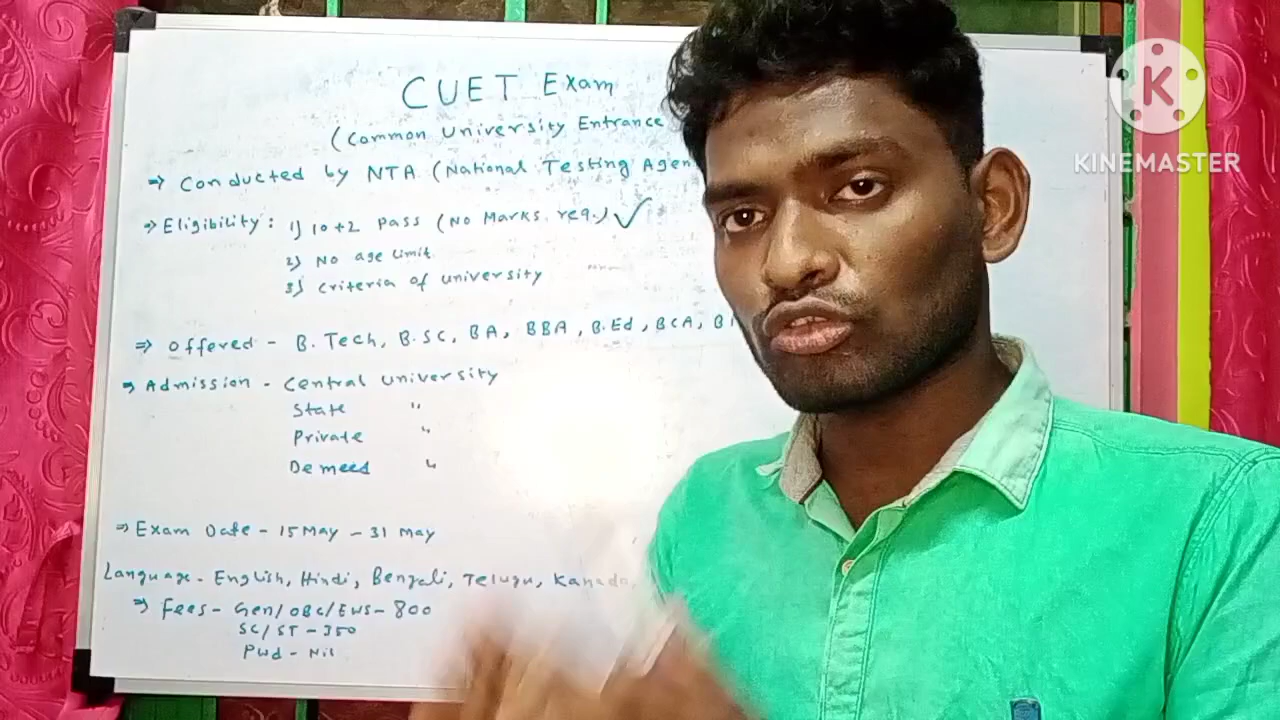 CUET Exam
(Common University Entrance
⇒ Conducted by NTA (National Testing Agen
⇒ Eligibility: 1) 10+2 Pass (No Marks req.) ✓
2) No age limit
3) Criteria of university
⇒ Offered - B. Tech, B.SC, BA, BBA, B.Ed, BCA,
⇒ Admission - Central university
State "
Private "
Demeed "
⇒ Exam Date - 15 May - 31 May
Language - English, Hindi, Bengali, Telugu, Kanada,
⇒ Fees - Gen/OBC/EWS - 800
SC/ST - 350
PWd - Nil
K
KINEMASTER